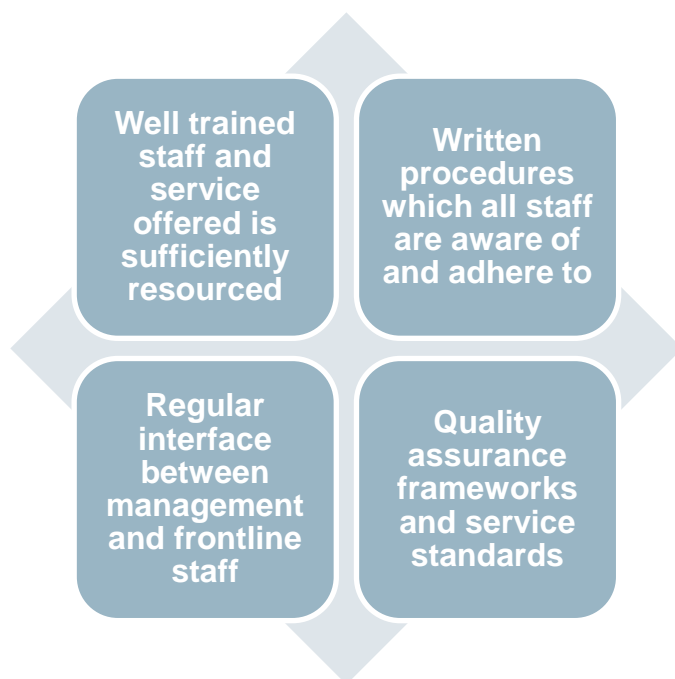 Well trained
staff and
service
offered is
sufficiently
resourced
Written
procedures
which all staff
are aware of
and adhere to
Regular
interface
between
management
and frontline
staff
Quality
assurance
frameworks
and service
standards